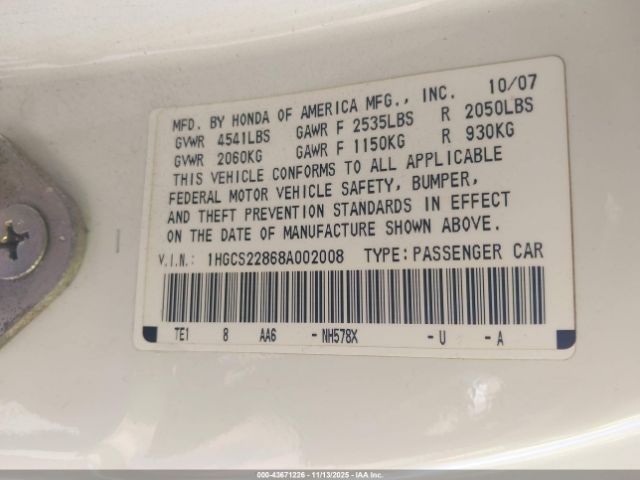 MFD. BY HONDA OF AMERICA MFG., INC. 10/07
GVWR 4541LBS GAWR F 2535LBS R 2050LBS
GVWR 2060KG GAWR F 1150KG R 930KG
THIS VEHICLE CONFORMS TO ALL APPLICABLE
FEDERAL MOTOR VEHICLE SAFETY, BUMPER,
AND THEFT PREVENTION STANDARDS IN EFFECT
ON THE DATE OF MANUFACTURE SHOWN ABOVE.
V.I.N.: 1HGCS22868A002008 TYPE: PASSENGER CAR
TE1 8 AA6 -NH578X -U -A
000-43671226 - 11/13/2025 - IAA Copart